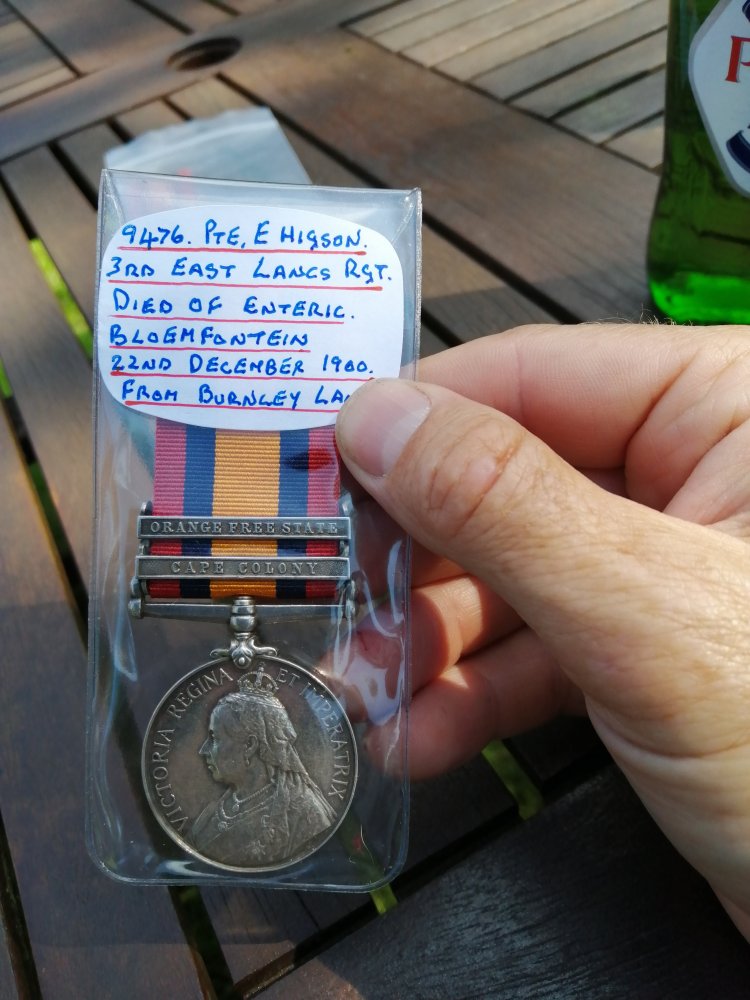 9476. PTE, E HIGSON.
3RD EAST LANCS RGT.
DIED OF ENTERIC.
BLOEMFONTEIN
22ND DECEMBER 1900.
FROM BURNLEY
ORANGE FREE STATE
CAPE COLONY
VICTORIA REGINA ET IMPERATRIX